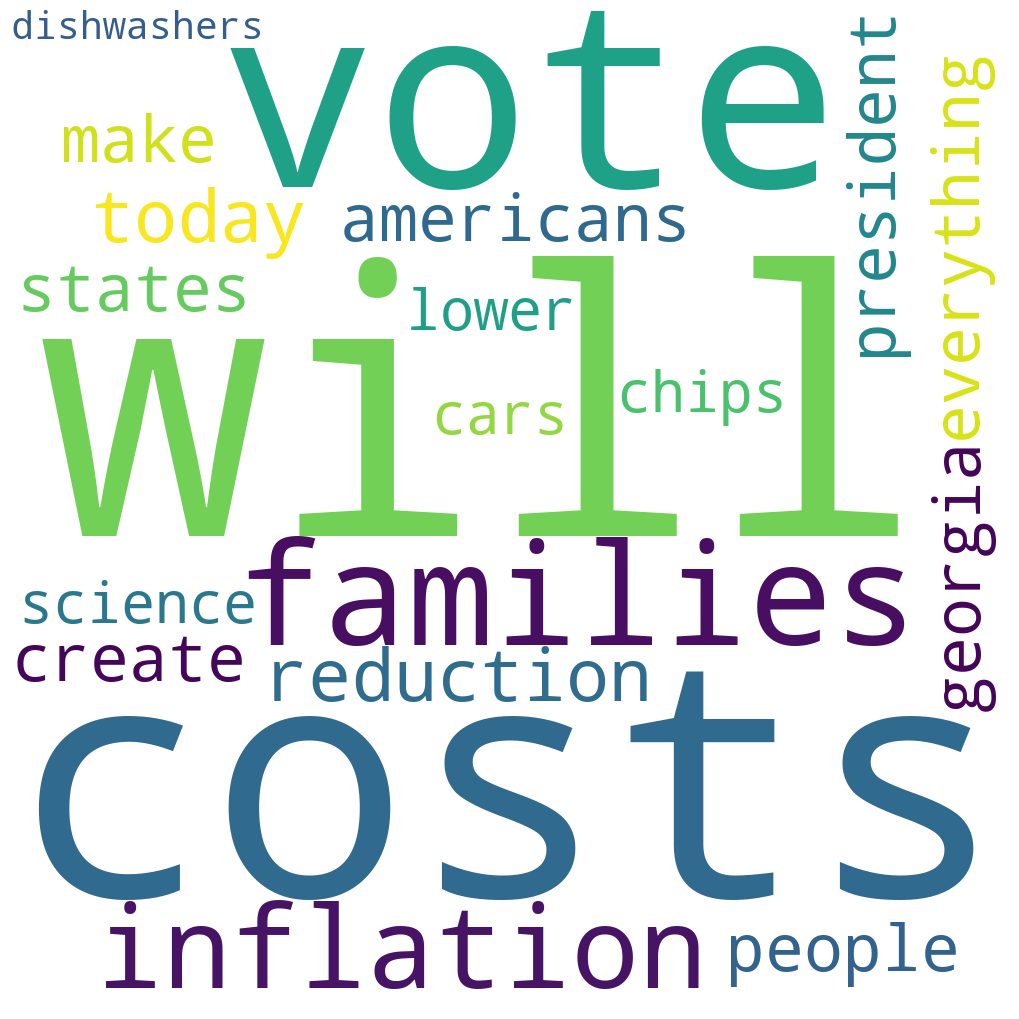 dishwashers
vote
president
everything
make
today
americans
states
lower
will
chips
cars
georgia
families
science
create
reduction
costs
inflation
people